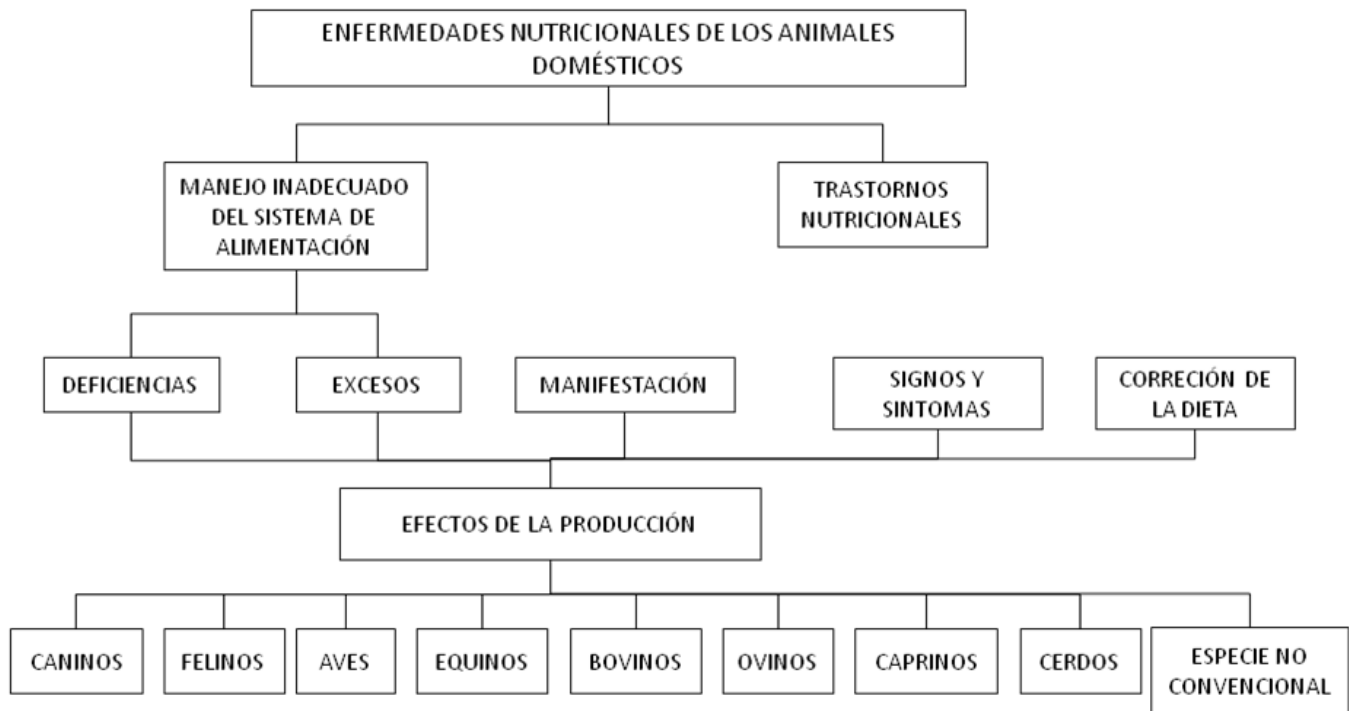 ENFERMEDADES NUTRICIONALES DE LOS ANIMALES
DOMÉSTICOS
MANEJO INADECUADO
DEL SISTEMA DE
ALIMENTACIÓN
TRASTORNOS
NUTRICIONALES
DEFICIENCIAS
EXCESOS
MANIFESTACIÓN
SIGNOS Y
SINTOMAS
CORRECIÓN DE
LA DIETA
EFECTOS DE LA PRODUCCIÓN
CANINOS
FELINOS
AVES
EQUINOS
BOVINOS
OVINOS
CAPRINOS
CERDOS
ESPECIE NO
CONVENCIONAL